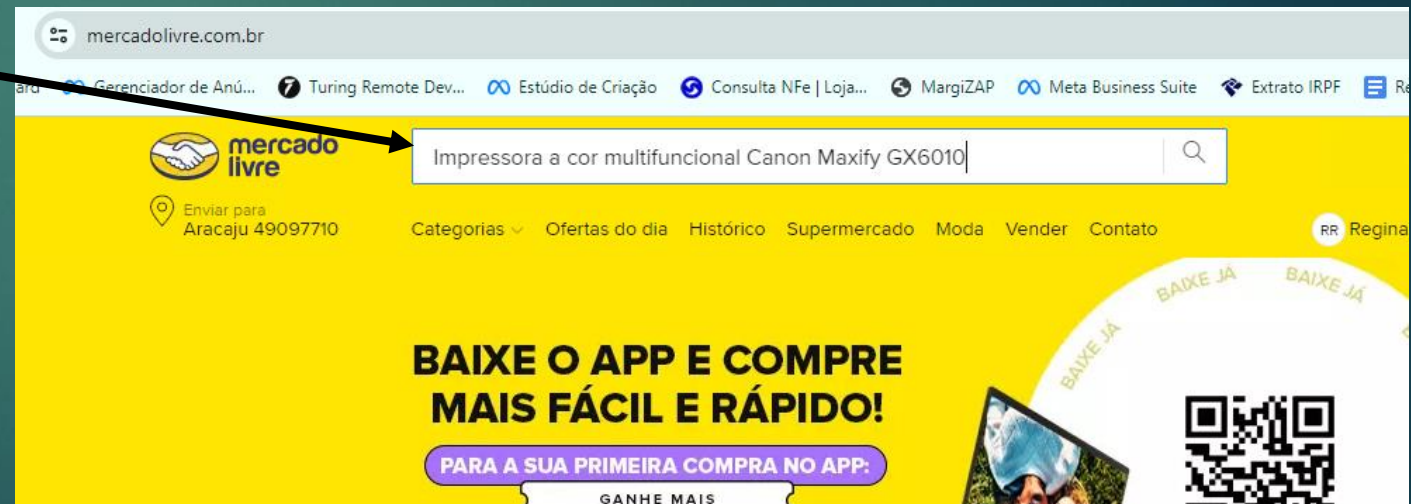 mercadolivre.com.br
ard Gerenciador de Anú... Turing Remote Dev... Estúdio de Criação Consulta NFe | Loja... MargiZAP Meta Business Suite Extrato IRPF Re
mercado
livre
Impressora a cor multifuncional Canon Maxify GX6010
Enviar para
Aracaju 49097710
Categorias Ofertas do dia Histórico Supermercado Moda Vender Contato
RR Regina
BAIXE JÁ BAIXE JÁ
BAIXE JÁ
BAIXE O APP E COMPRE
MAIS FÁCIL E RÁPIDO!
PARA A SUA PRIMEIRA COMPRA NO APP:
GANHE MAIS